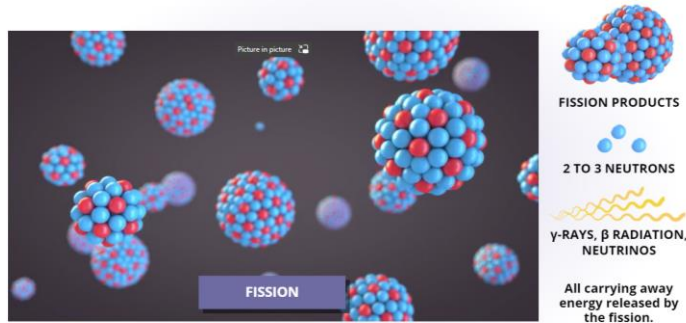 Picture in picture
FISSION
FISSION PRODUCTS
2 TO 3 NEUTRONS
γ-RAYS, β RADIATION,
NEUTRINOS
All carrying away
energy released by
the fission.